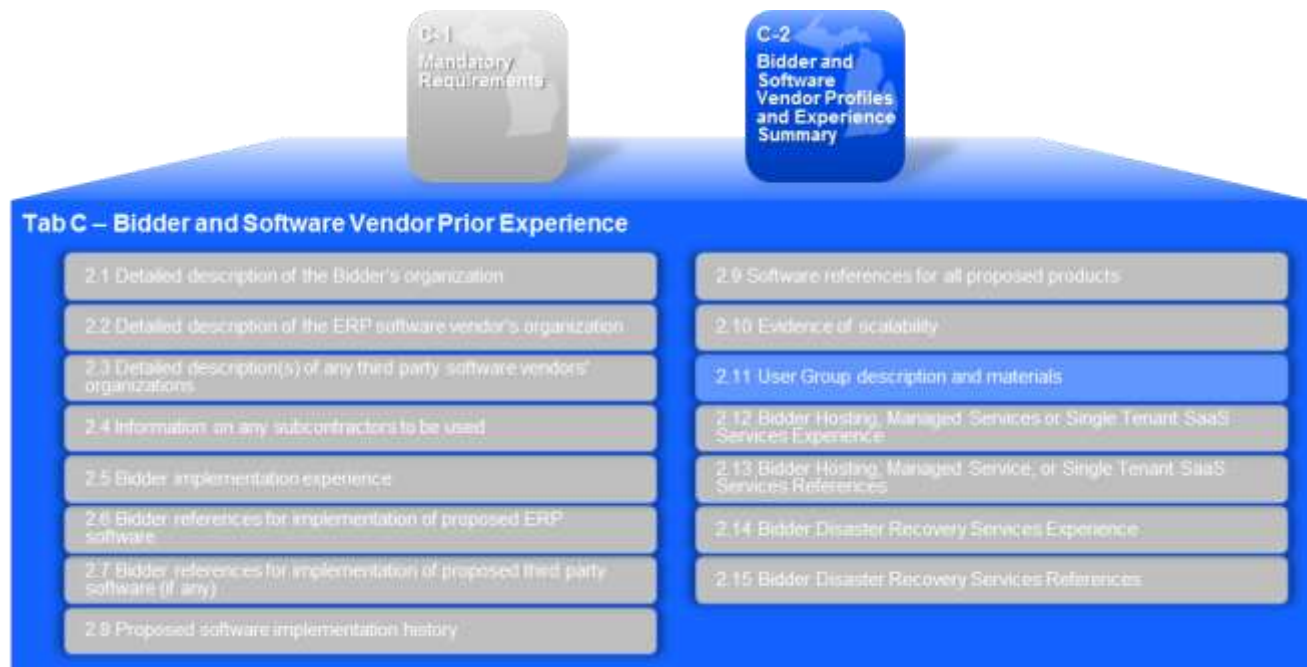 C-1
Mandatory
Requirements
C-2
Bidder and
Software
Vendor Profiles
and Experience
Summary
Tab C – Bidder and Software Vendor Prior Experience
2.1 Detailed description of the Bidder's organization
2.2 Detailed description of the ERP software vendor's organization
2.3 Detailed description(s) of any third party software vendors'
organizations
2.4 Information on any subcontractors to be used
2.5 Bidder implementation experience
2.6 Bidder references for implementation of proposed ERP
software
2.7 Bidder references for implementation of proposed third party
software (if any)
2.8 Proposed software implementation history
2.9 Software references for all proposed products
2.10 Evidence of scalability
2.11 User Group description and materials
2.12 Bidder Hosting, Managed Services or Single Tenant SaaS
Services Experience
2.13 Bidder Hosting, Managed Service, or Single Tenant SaaS
Services References
2.14 Bidder Disaster Recovery Services Experience
2.15 Bidder Disaster Recovery Services References